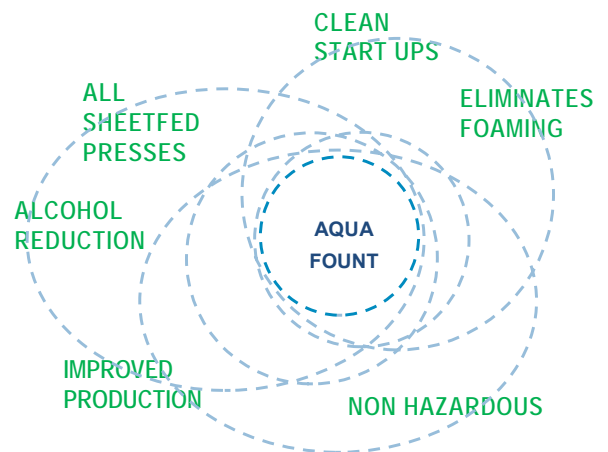 CLEAN
START UPS
ALL
SHEETFED
PRESSES
ELIMINATES
FOAMING
ALCOHOL
REDUCTION
AQUA
FOUNT
IMPROVED
PRODUCTION
NON HAZARDOUS